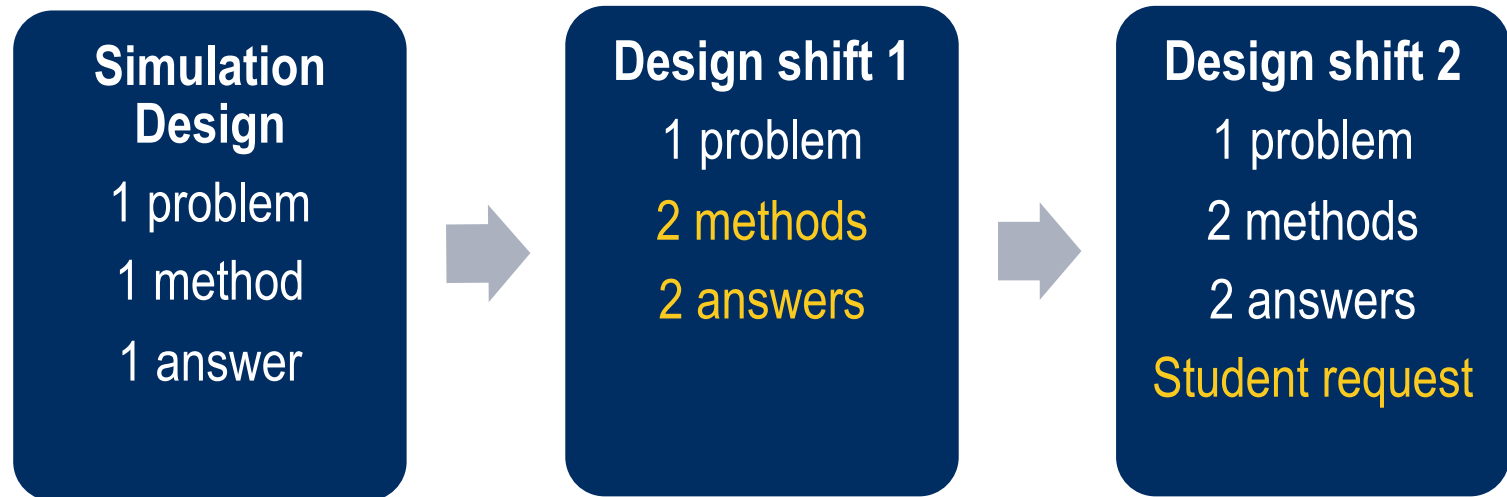 Simulation
Design
1 problem
1 method
1 answer
Design shift 1
1 problem
2 methods
2 answers
Design shift 2
1 problem
2 methods
2 answers
Student request